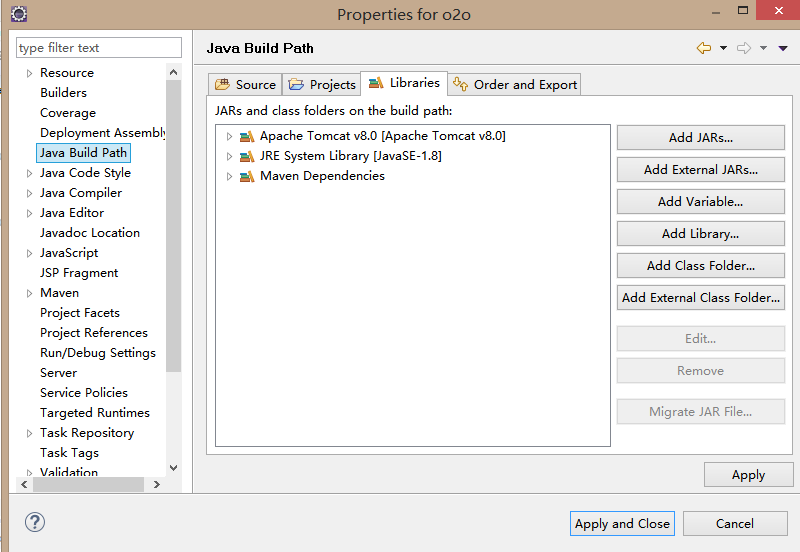 Properties for o2o
type filter text
Resource
Builders
Coverage
Deployment Assembly
Java Build Path
Java Code Style
Java Compiler
Java Editor
Javadoc Location
JavaScript
JSP Fragment
Maven
Project Facets
Project References
Run/Debug Settings
Server
Service Policies
Targeted Runtimes
Task Repository
Task Tags
Validation
Java Build Path
Source
Projects
Libraries
Order and Export
JARs and class folders on the build path:
Apache Tomcat v8.0 [Apache Tomcat v8.0]
JRE System Library [JavaSE-1.8]
Maven Dependencies
Add JARs...
Add External JARs...
Add Variable...
Add Library...
Add Class Folder...
Add External Class Folder...
Edit...
Remove
Migrate JAR File...
Apply
Apply and Close
Cancel